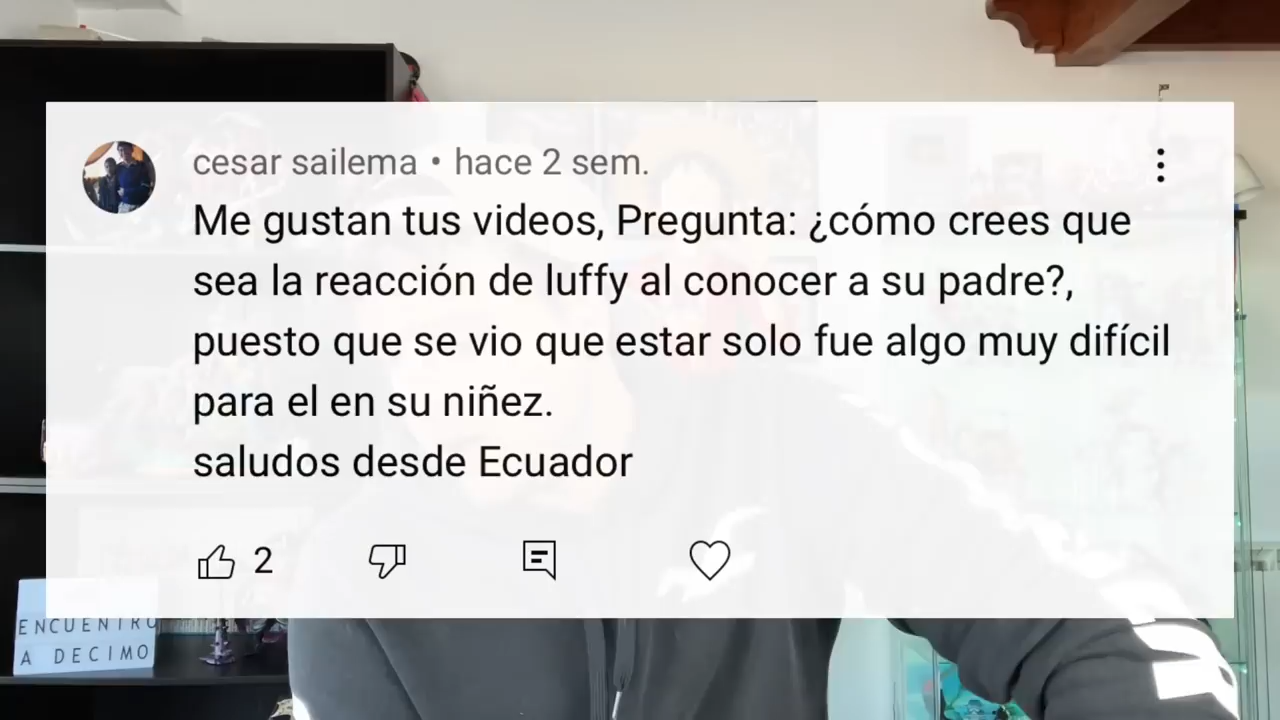 cesar sailema • hace 2 sem.
Me gustan tus videos, Pregunta: ¿cómo crees que
sea la reacción de luffy al conocer a su padre?,
puesto que se vio que estar solo fue algo muy difícil
para el en su niñez.
saludos desde Ecuador
2
ENCUENTRO
A DECIMO